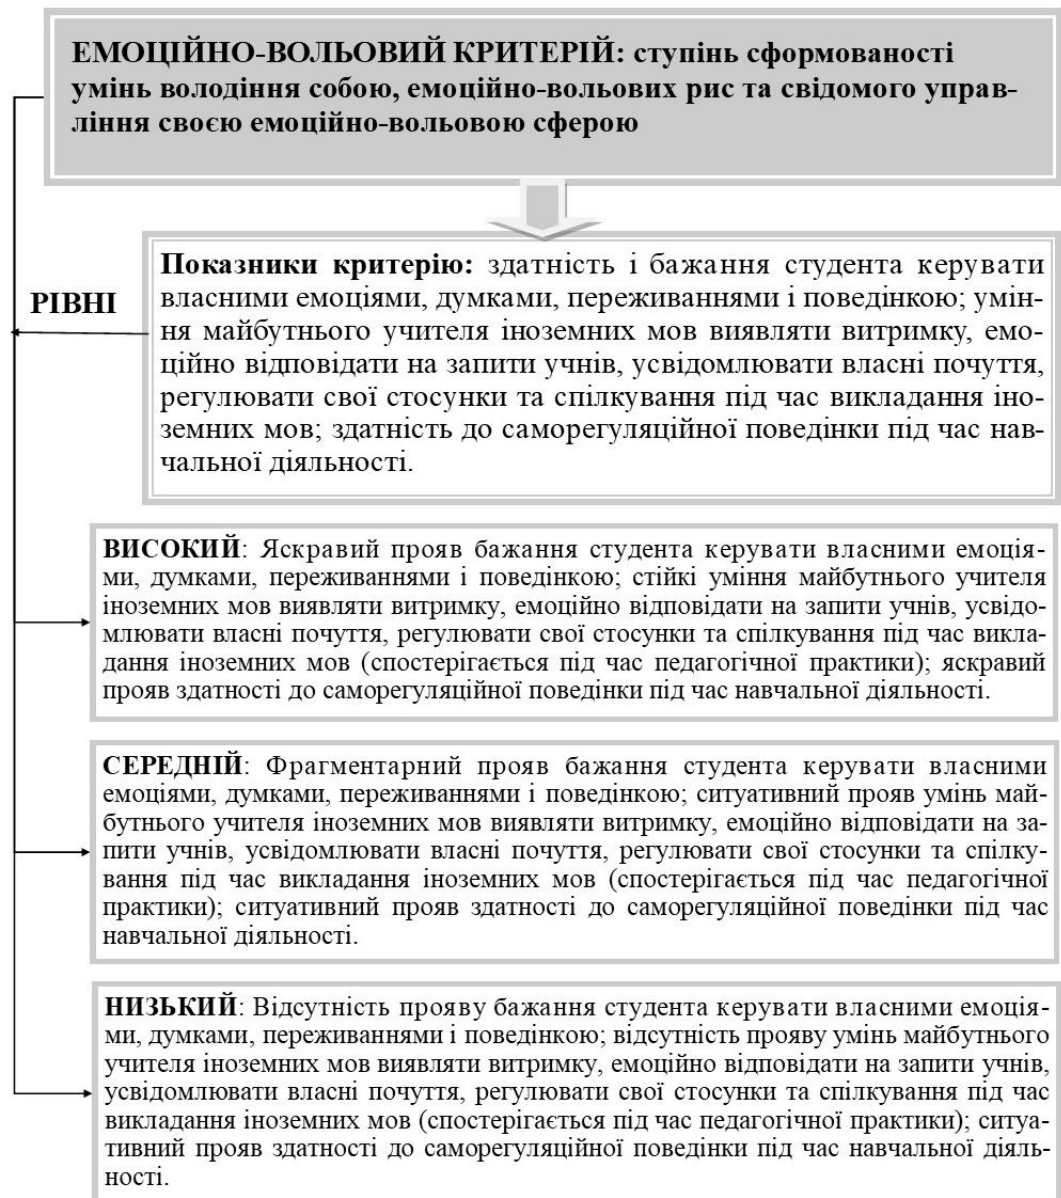 ЕМОЦІЙНО-ВОЛЬОВИЙ КРИТЕРІЙ: ступінь сформованості
умінь володіння собою, емоційно-вольових рис та свідомого управ-
ління своєю емоційно-вольовою сферою
Показники критерію: здатність і бажання студента керувати
власними емоціями, думками, переживаннями і поведінкою; умін-
ня майбутнього учителя іноземних мов виявляти витримку, емо-
ційно відповідати на запити учнів, усвідомлювати власні почуття,
регулювати свої стосунки та спілкування під час викладання іно-
земних мов; здатність до саморегуляційної поведінки під час нав-
чальної діяльності.
РІВНІ
ВИСОКИЙ: Яскравий прояв бажання студента керувати власними емоція-
ми, думками, переживаннями і поведінкою; стійкі уміння майбутнього учителя
іноземних мов виявляти витримку, емоційно відповідати на запити учнів, усвідо-
млювати власні почуття, регулювати свої стосунки та спілкування під час викла-
дання іноземних мов (спостерігається під час педагогічної практики); яскравий
прояв здатності до саморегуляційної поведінки під час навчальної діяльності.
СЕРЕДНІЙ: Фрагментарний прояв бажання студента керувати власними
емоціями, думками, переживаннями і поведінкою; ситуативний прояв умінь май-
бутнього учителя іноземних мов виявляти витримку, емоційно відповідати на за-
пити учнів, усвідомлювати власні почуття, регулювати свої стосунки та спілку-
вання під час викладання іноземних мов (спостерігається під час педагогічної
практики); ситуативний прояв здатності до саморегуляційної поведінки під час
навчальної діяльності.
НИЗЬКИЙ: Відсутність прояву бажання студента керувати власними емоція-
ми, думками, переживаннями і поведінкою; відсутність прояву умінь майбутнього
учителя іноземних мов виявляти витримку, емоційно відповідати на запити учнів,
усвідомлювати власні почуття, регулювати свої стосунки та спілкування під час
викладання іноземних мов (спостерігається під час педагогічної практики); ситуа-
тивний прояв здатності до саморегуляційної поведінки під час навчальної діяль-
ності.